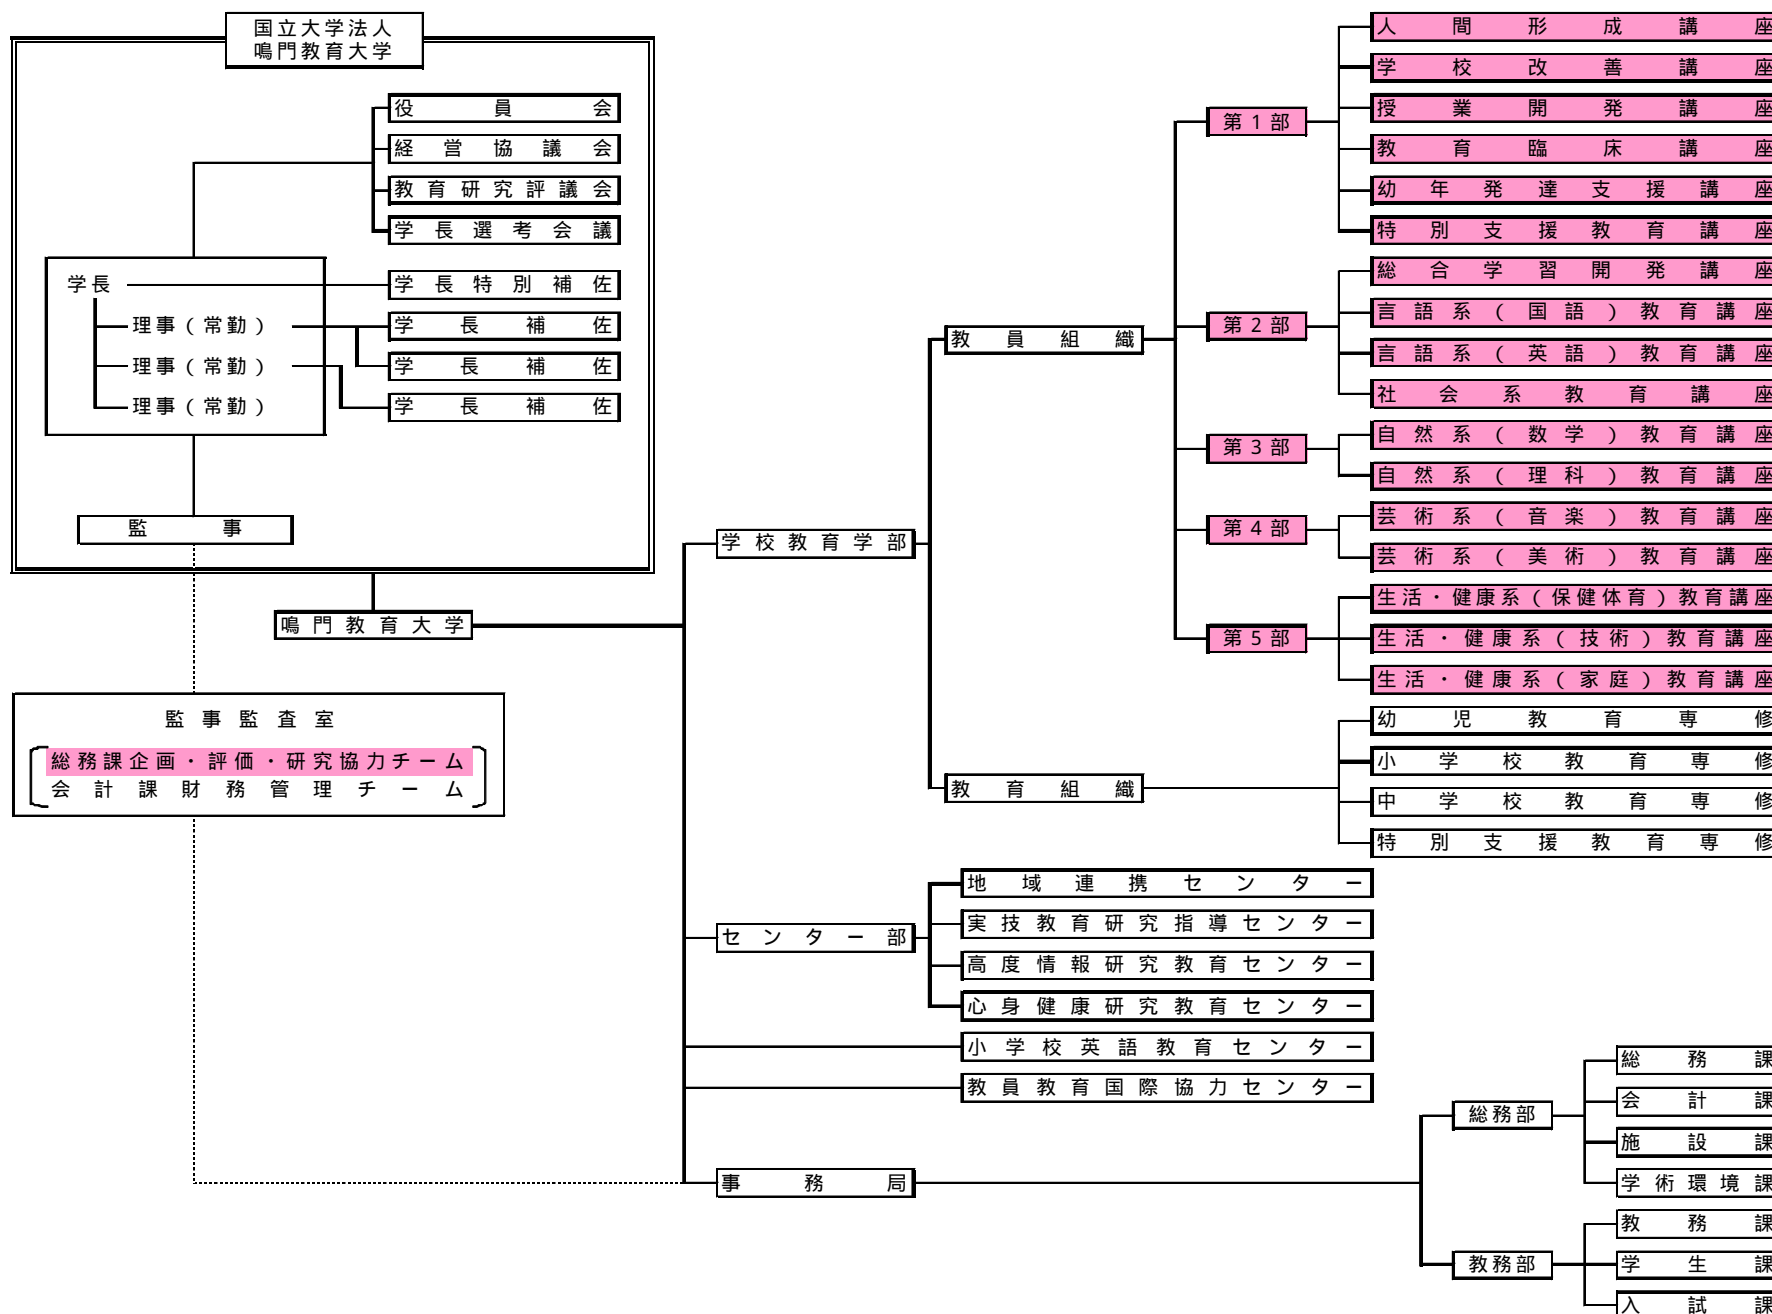 国立大学法人
鳴門教育大学
役員会
経営協議会
教育研究評議会
学長選考会議
学長
学長特別補佐
理事(常勤)
学長補佐
理事(常勤)
学長補佐
理事(常勤)
学長補佐
監事
鳴門教育大学
監事監査室
総務課企画・評価・研究協力チーム
会計課財務管理チーム
学校教育学部
教員組織
第1部
人間形成講座
学校改善講座
授業開発講座
教育臨床講座
幼年発達支援講座
特別支援教育講座
第2部
総合学習開発講座
言語系(国語)教育講座
言語系(英語)教育講座
社会系教育講座
第3部
自然系(数学)教育講座
自然系(理科)教育講座
第4部
芸術系(音楽)教育講座
芸術系(美術)教育講座
第5部
生活・健康系(保健体育)教育講座
生活・健康系(技術)教育講座
生活・健康系(家庭)教育講座
教育組織
幼児教育専修
小学校教育専修
中学校教育専修
特別支援教育専修
センター部
地域連携センター
実技教育研究指導センター
高度情報研究教育センター
心身健康研究教育センター
小学校英語教育センター
教員教育国際協力センター
事務局
総務部
総務課
会計課
施設課
学術環境課
教務部
教務課
学生課
入試課